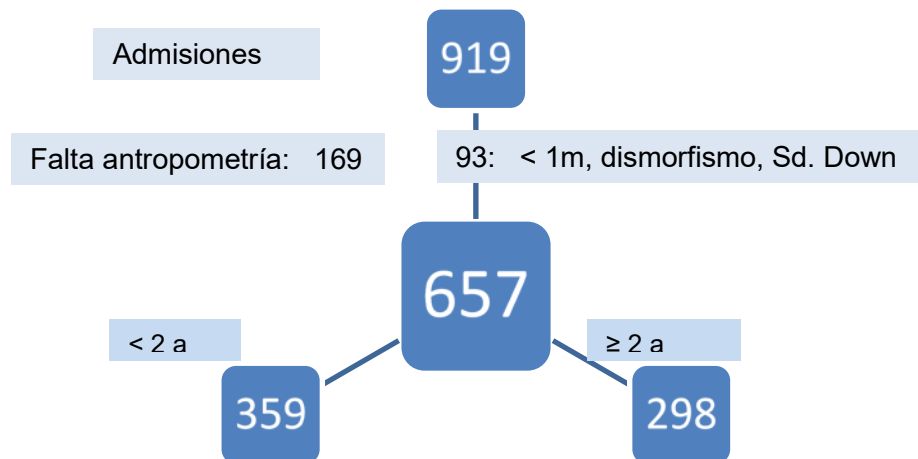 Admisiones
919
Falta antropometría: 169
93: < 1m, dismorfismo, Sd. Down
657
< 2 a
≥ 2 a
359
298